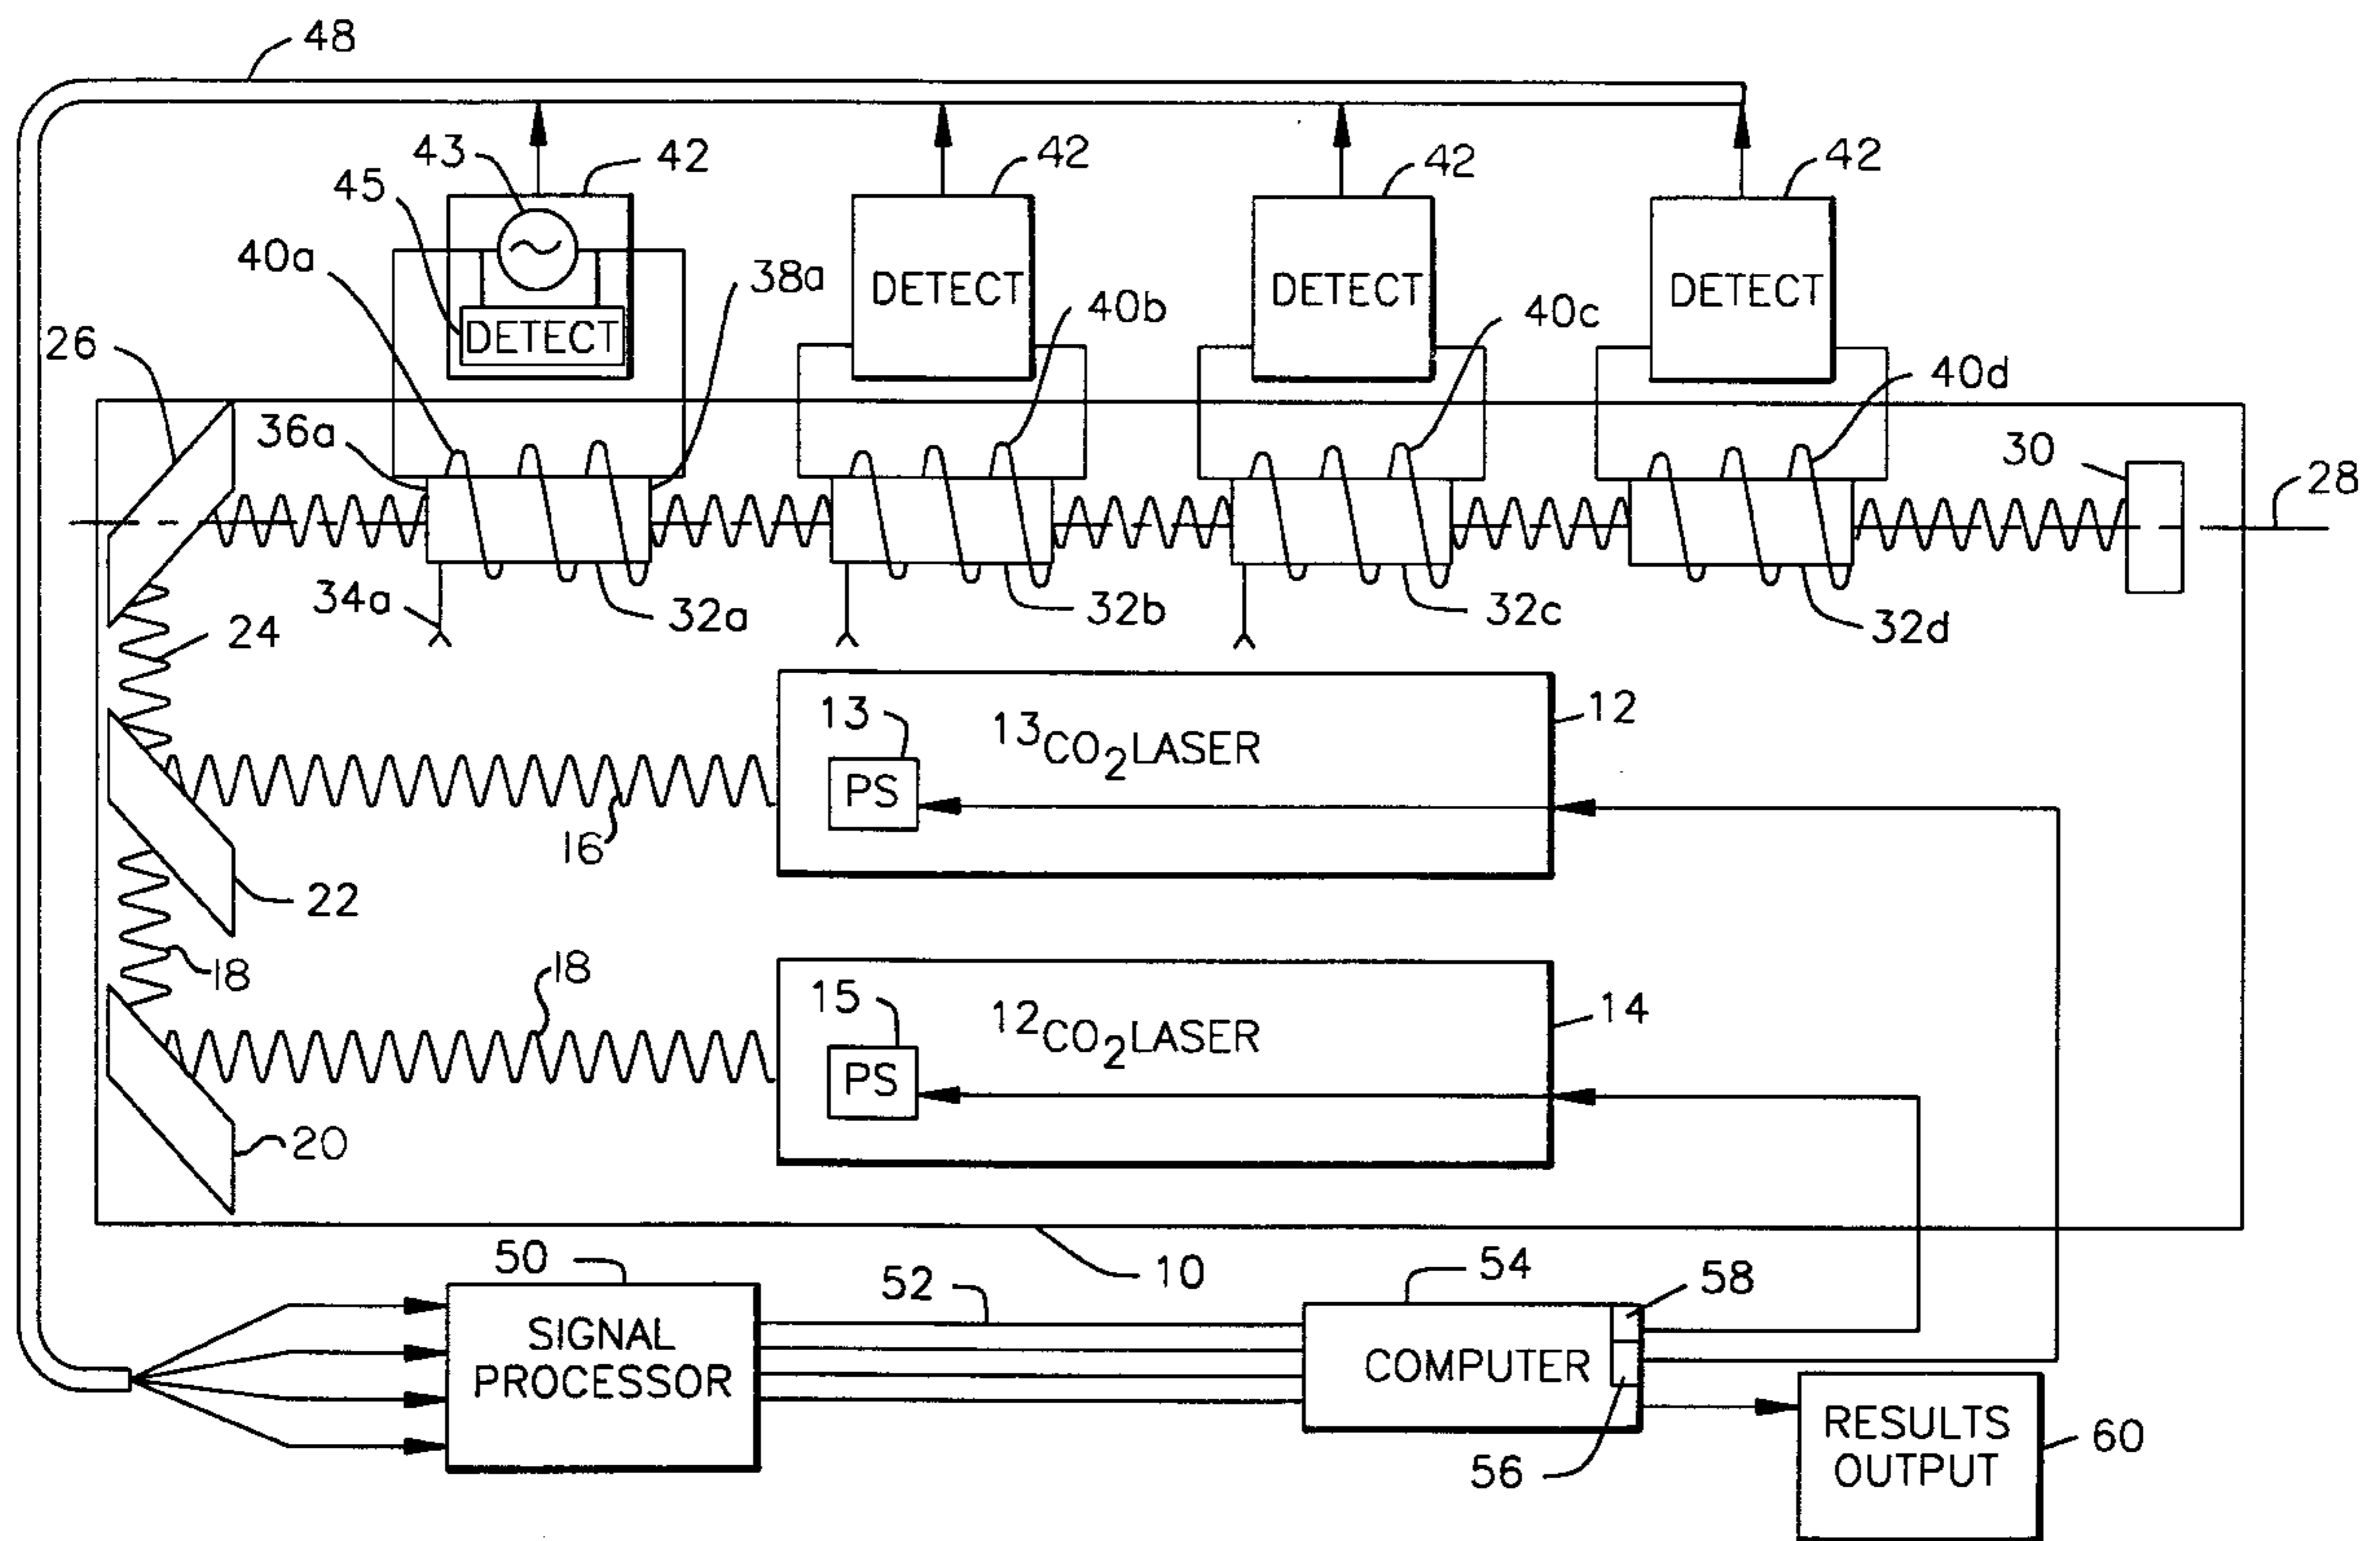 48
43
42
42
42
42
45
40a
38a
DETECT
DETECT
DETECT
DETECT
40b
40c
40d
26
36a
30
28
34a
32a
32b
32c
32d
24
13
13CO2LASER
12
PS
16
22
18
18
15
12CO2LASER
14
PS
20
10
50
52
54
58
SIGNAL
PROCESSOR
COMPUTER
56
RESULTS
OUTPUT
60